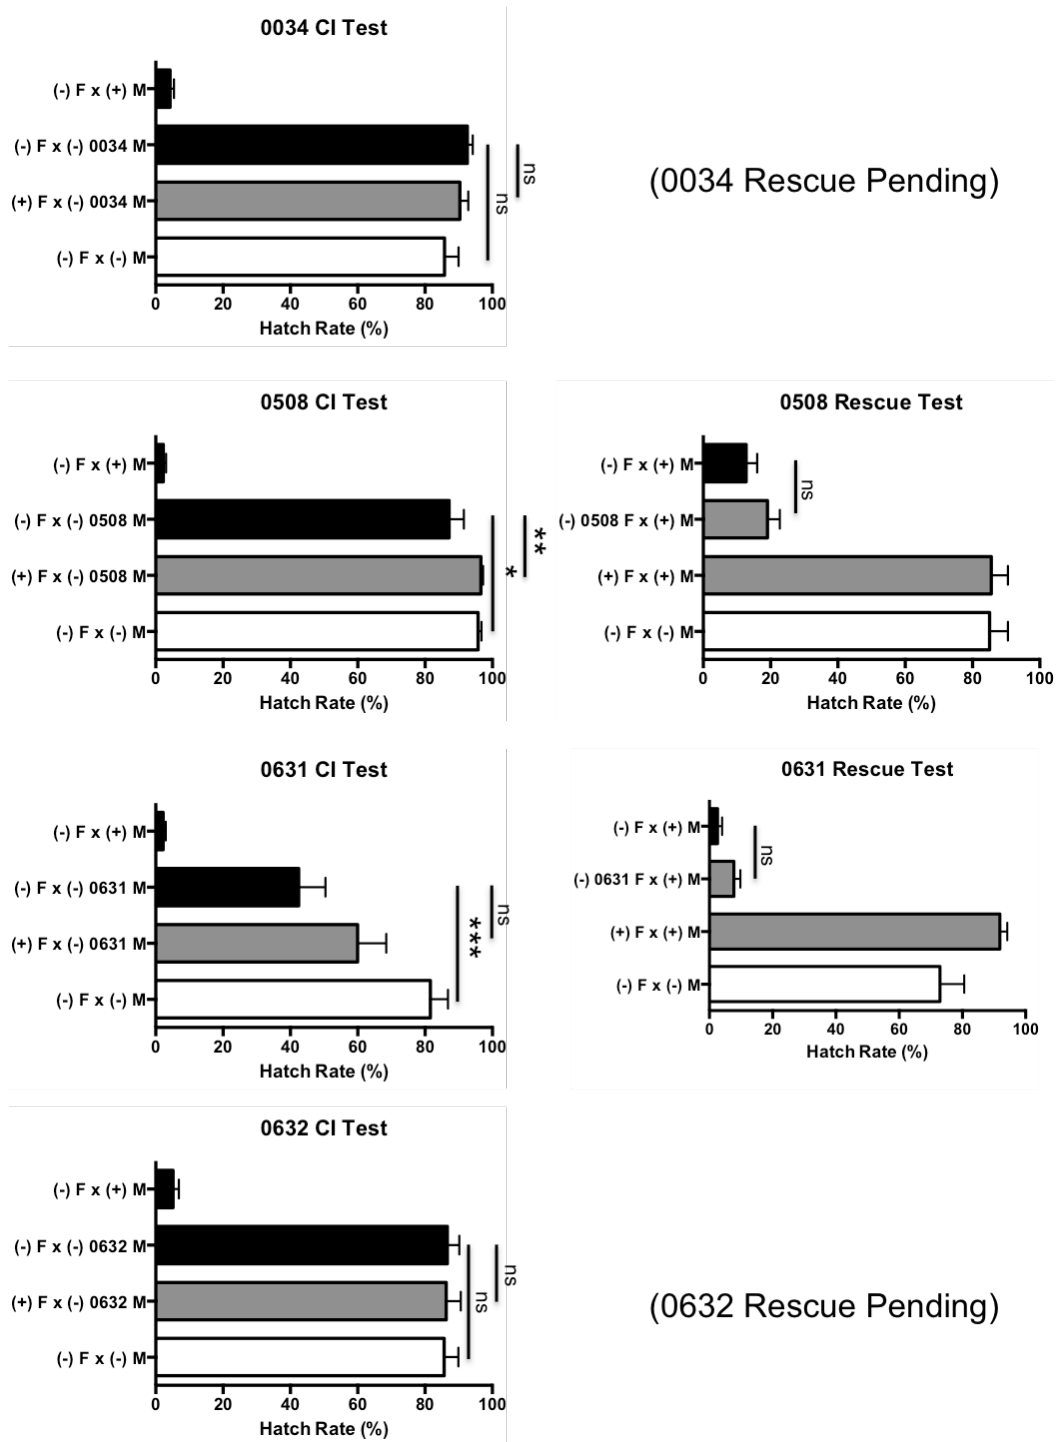 0034 CI Test
(-) F x (+) M
(-) F x (-) 0034 M
(+) F x (-) 0034 M
(-) F x (-) M
ns
ns
0 20 40 60 80 100
Hatch Rate (%)
(0034 Rescue Pending)
0508 CI Test
(-) F x (+) M
(-) F x (-) 0508 M
(+) F x (-) 0508 M
(-) F x (-) M
*
**
0 20 40 60 80 100
Hatch Rate (%)
0508 Rescue Test
(-) F x (+) M
(-) 0508 F x (+) M
(+) F x (+) M
(-) F x (-) M
ns
0 20 40 60 80 100
Hatch Rate (%)
0631 CI Test
(-) F x (+) M
(-) F x (-) 0631 M
(+) F x (-) 0631 M
(-) F x (-) M
***
ns
0 20 40 60 80 100
Hatch Rate (%)
0631 Rescue Test
(-) F x (+) M
(-) 0631 F x (+) M
(+) F x (+) M
(-) F x (-) M
ns
0 20 40 60 80 100
Hatch Rate (%)
0632 CI Test
(-) F x (+) M
(-) F x (-) 0632 M
(+) F x (-) 0632 M
(-) F x (-) M
ns
ns
0 20 40 60 80 100
Hatch Rate (%)
(0632 Rescue Pending)